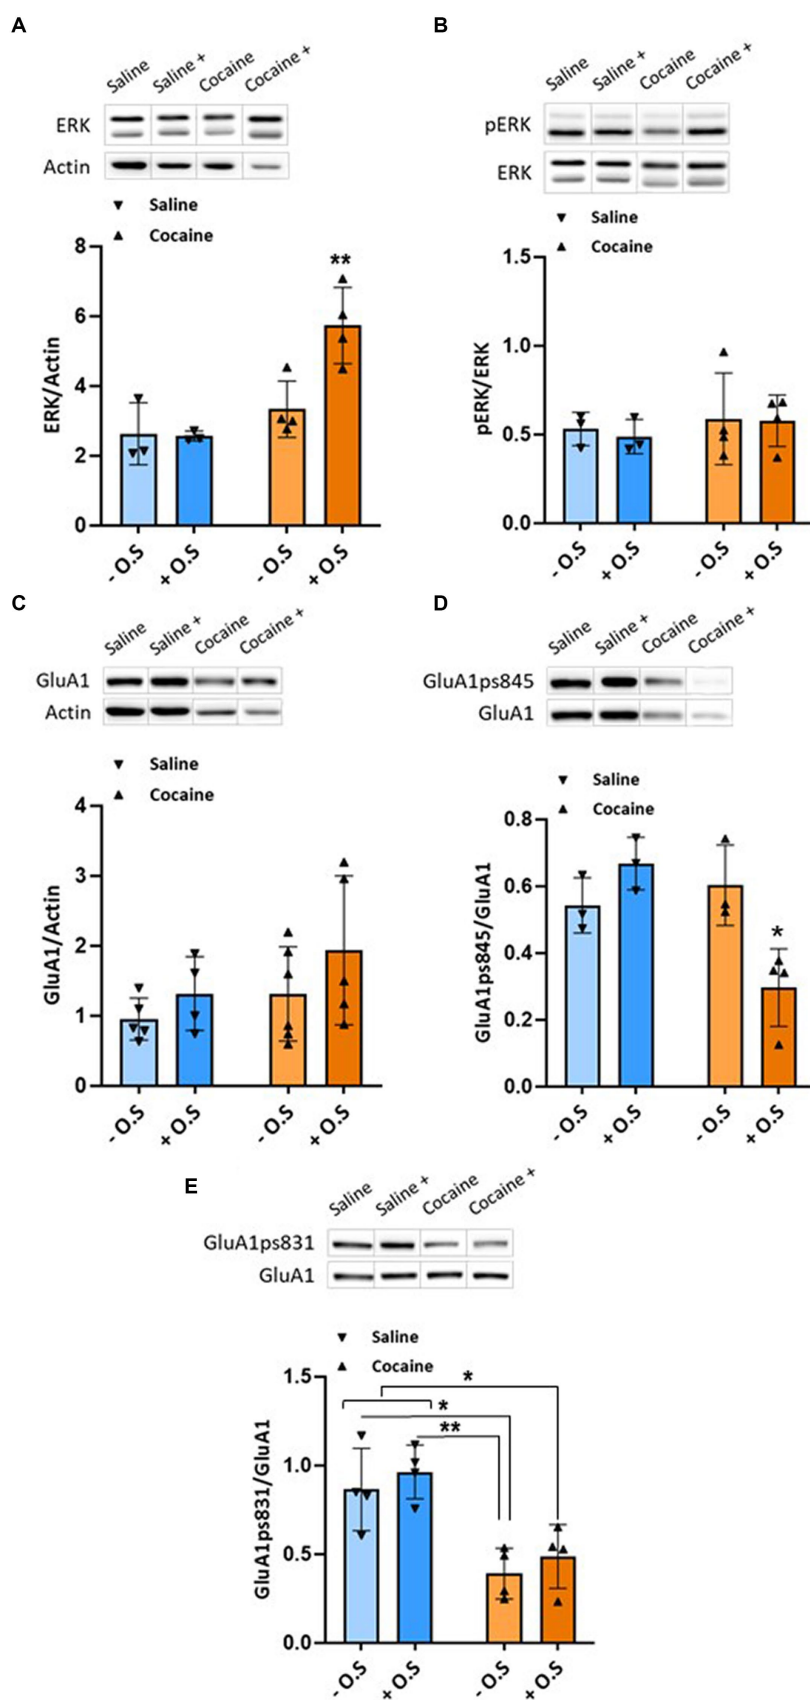 A
Saline Saline + Cocaine Cocaine +
ERK
Actin
▼ Saline
▲ Cocaine
**
8
6
4
2
0
ERK/Actin
- O.S + O.S - O.S + O.S
B
Saline Saline + Cocaine Cocaine +
pERK
ERK
▼ Saline
▲ Cocaine
1.5
1.0
0.5
0.0
pERK/ERK
- O.S + O.S - O.S + O.S
C
Saline Saline + Cocaine Cocaine +
GluA1
Actin
▼ Saline
▲ Cocaine
4
3
2
1
0
GluA1/Actin
- O.S + O.S - O.S + O.S
D
Saline Saline + Cocaine Cocaine +
GluA1ps845
GluA1
▼ Saline
▲ Cocaine
0.8
0.6
0.4
0.2
0.0
*
GluA1ps845/GluA1
- O.S + O.S - O.S + O.S
E
Saline Saline + Cocaine Cocaine +
GluA1ps831
GluA1
▼ Saline
▲ Cocaine
*
*
**
1.5
1.0
0.5
0.0
GluA1ps831/GluA1
- O.S + O.S - O.S + O.S